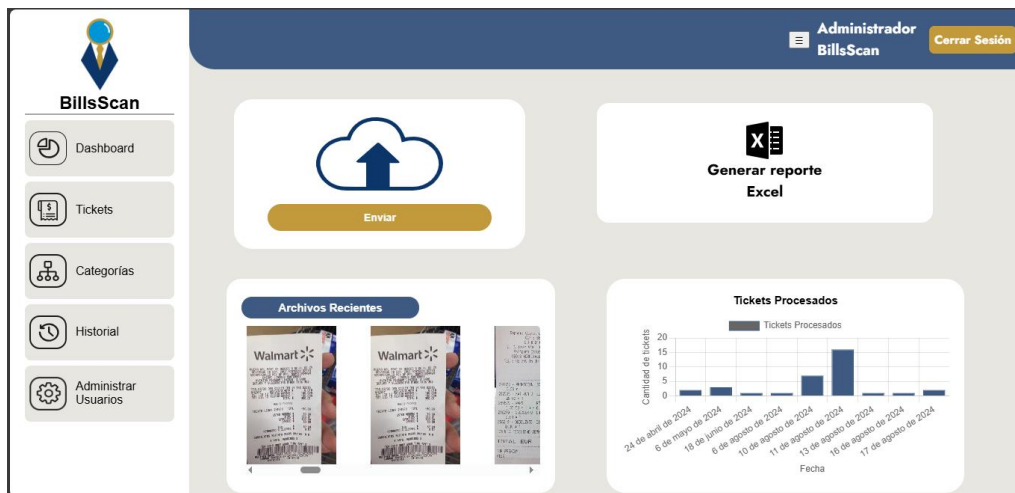 BillsScan
Dashboard
Tickets
Categorías
Historial
Administrar
Usuarios
Administrador
BillsScan
Cerrar Sesión
Enviar
Generar reporte
Excel
Archivos Recientes
Walmart
Walmart
Tickets Procesados
Tickets Procesados
Cantidad de tickets
20
15
10
5
0
24 de abril de 2024
6 de mayo de 2024
18 de junio de 2024
6 de agosto de 2024
10 de agosto de 2024
11 de agosto de 2024
13 de agosto de 2024
16 de agosto de 2024
17 de agosto de 2024
Fecha